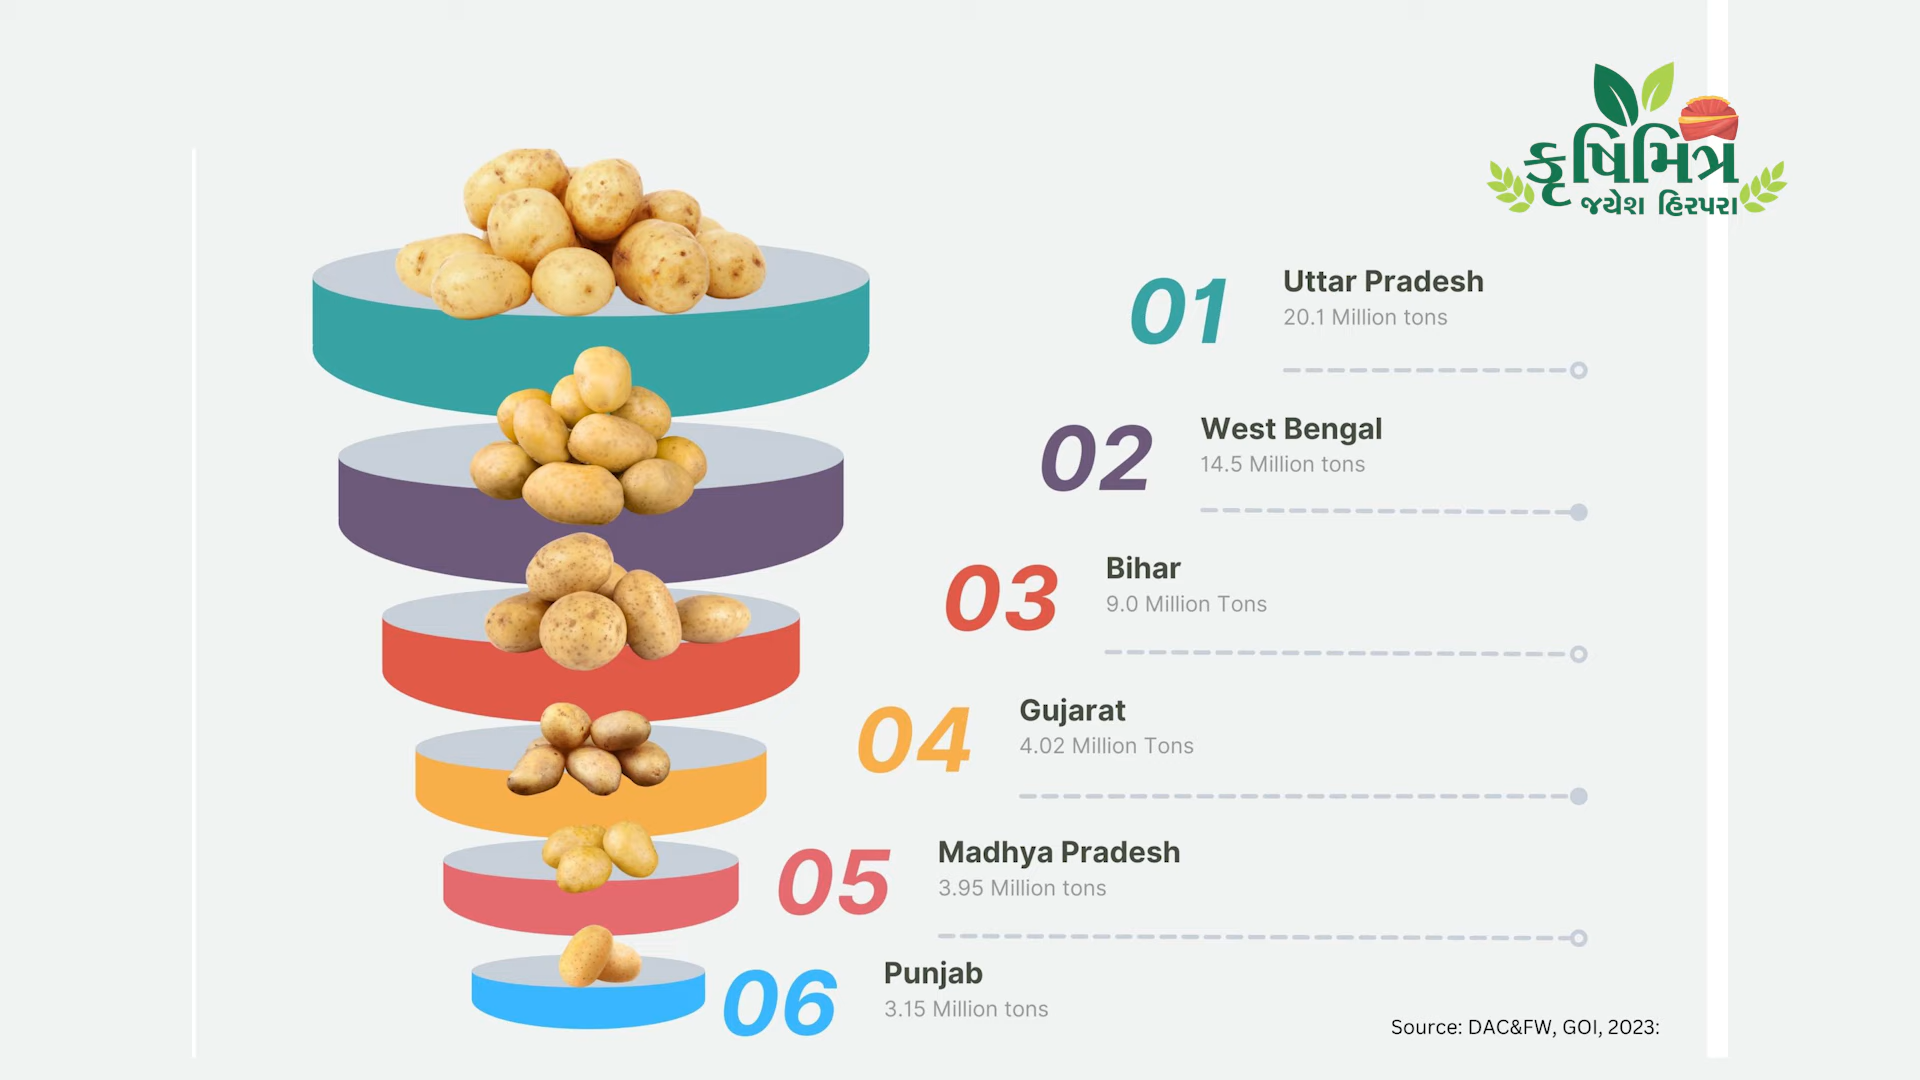 કૃષિમિત્ર
જયેશ હિરપરા
01
Uttar Pradesh
20.1 Million tons
02
West Bengal
14.5 Million tons
03
Bihar
9.0 Million Tons
04
Gujarat
4.02 Million Tons
05
Madhya Pradesh
3.95 Million tons
06
Punjab
3.15 Million tons
Source: DAC&FW, GOI, 2023: